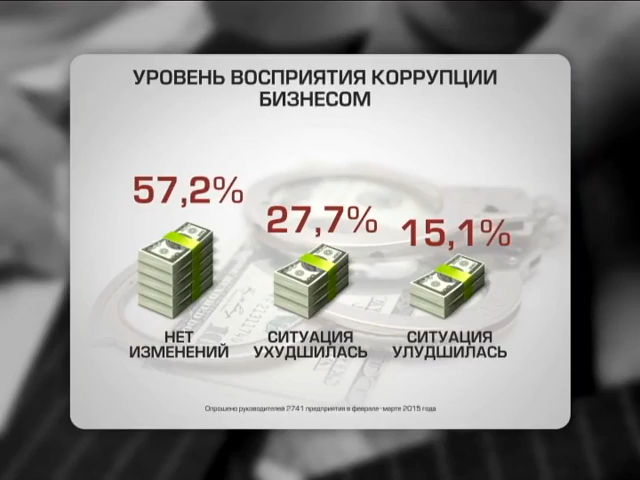 УРОВЕНЬ ВОСПРИЯТИЯ КОРРУПЦИИ
БИЗНЕСОМ
57,2%
27,7%
15,1%
НЕТ
ИЗМЕНЕНИЙ
СИТУАЦИЯ
УХУДШИЛАСЬ
СИТУАЦИЯ
УЛУДШИЛАСЬ
Опрошено руководителей 2741 предприятия в феврале-марте 2015 года